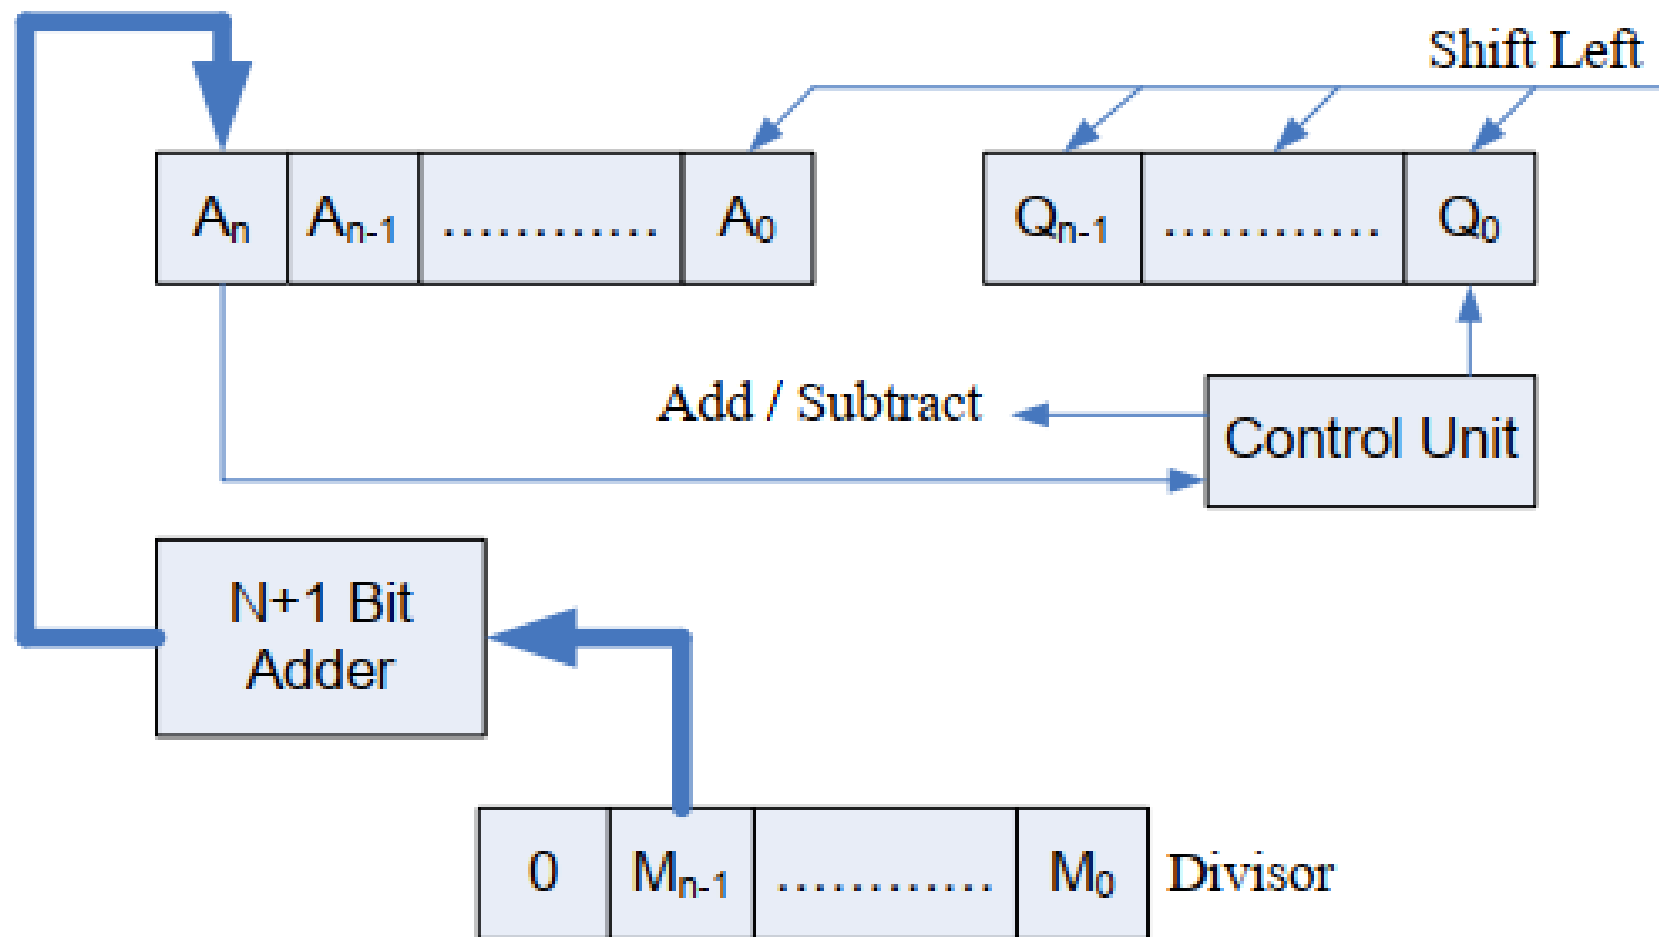 Shift Left
Aₙ Aₙ₋₁ ............ A₀ Qₙ₋₁ ............ Q₀
Add / Subtract
Control Unit
N+1 Bit
Adder
0 Mₙ₋₁ ............ M₀ Divisor